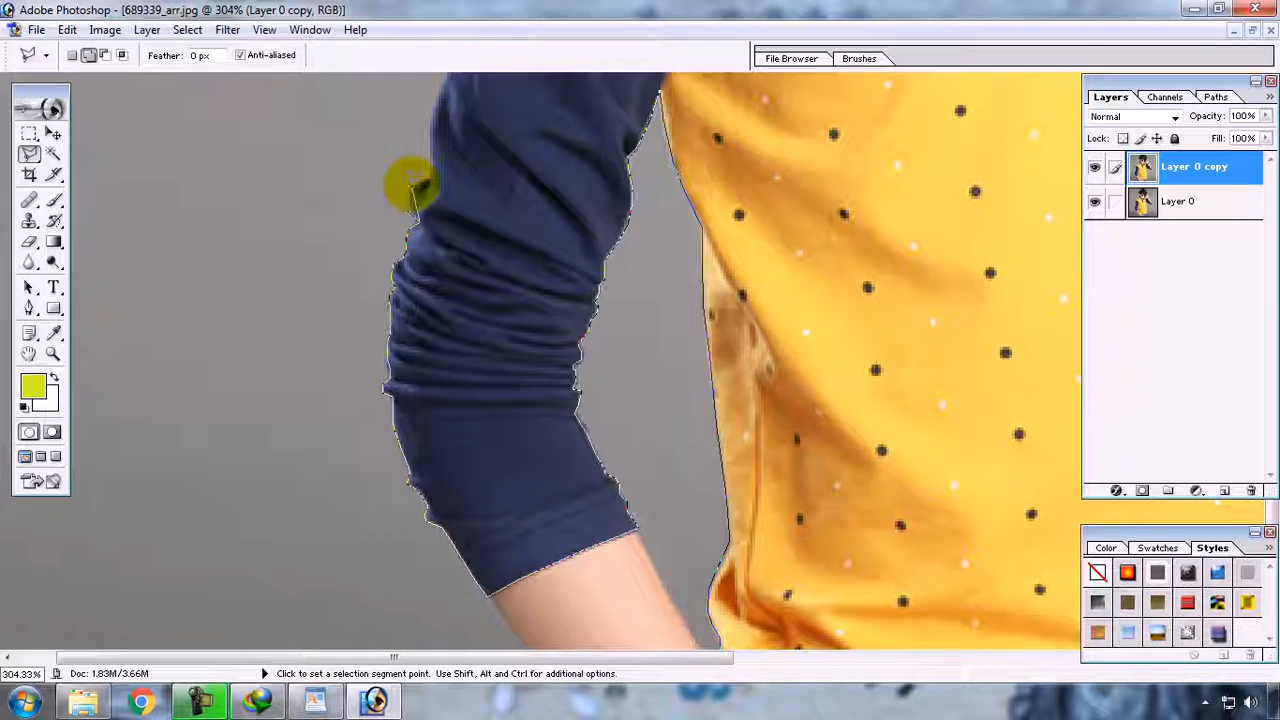 Adobe Photoshop - [689339_arr.jpg @ 304% (Layer 0 copy, RGB)]
File Edit Image Layer Select Filter View Window Help
Feather: 0 px Anti-aliased File Browser Brushes
Layers Channels Paths
Normal Opacity: 100%
Lock: Fill: 100%
Layer 0 copy
Layer 0
T
Color Swatches Styles
304.33% Doc: 1.83M/3.66M Click to set a selection segment point. Use Shift, Alt and Ctrl for additional options.